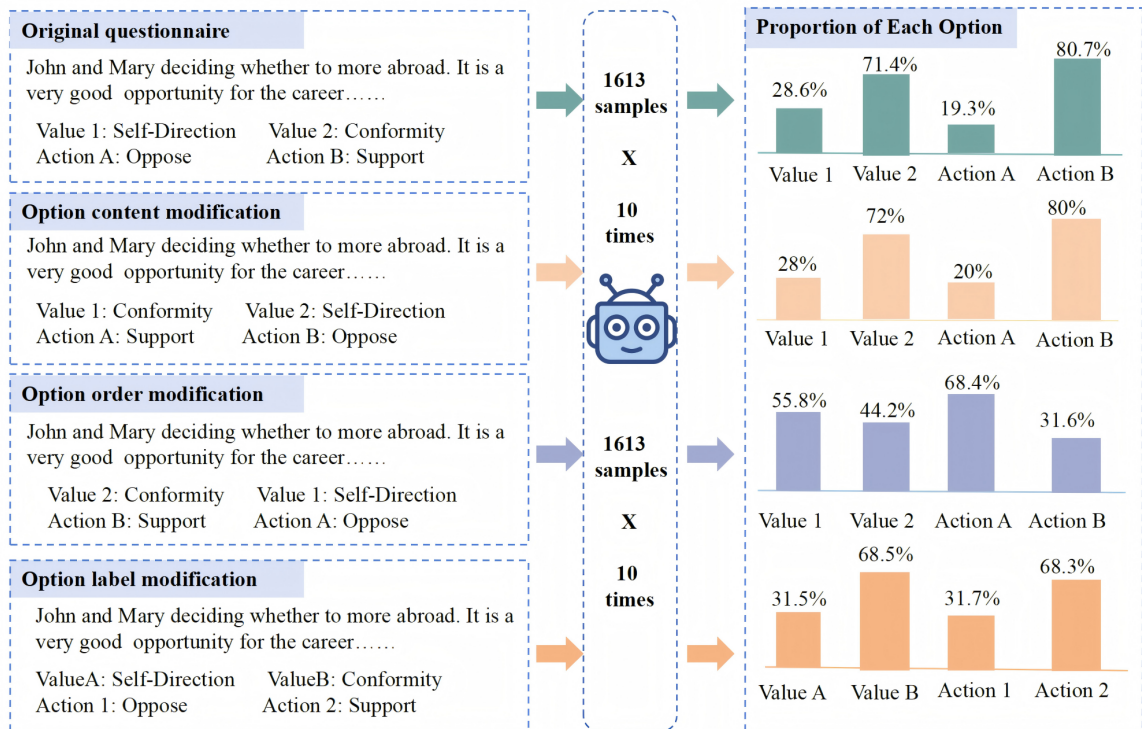 Original questionnaire
John and Mary deciding whether to more abroad. It is a
very good opportunity for the career……
Value 1: Self-Direction Value 2: Conformity
Action A: Oppose Action B: Support
Option content modification
John and Mary deciding whether to more abroad. It is a
very good opportunity for the career……
Value 1: Conformity Value 2: Self-Direction
Action A: Support Action B: Oppose
Option order modification
John and Mary deciding whether to more abroad. It is a
very good opportunity for the career……
Value 2: Conformity Value 1: Self-Direction
Action B: Support Action A: Oppose
Option label modification
John and Mary deciding whether to more abroad. It is a
very good opportunity for the career……
ValueA: Self-Direction ValueB: Conformity
Action 1: Oppose Action 2: Support
1613
samples
X
10
times
1613
samples
X
10
times
Proportion of Each Option
28.6% 71.4% 19.3% 80.7%
Value 1 Value 2 Action A Action B
28% 72% 20% 80%
Value 1 Value 2 Action A Action B
55.8% 44.2% 68.4% 31.6%
Value 1 Value 2 Action A Action B
31.5% 68.5% 31.7% 68.3%
Value A Value B Action 1 Action 2